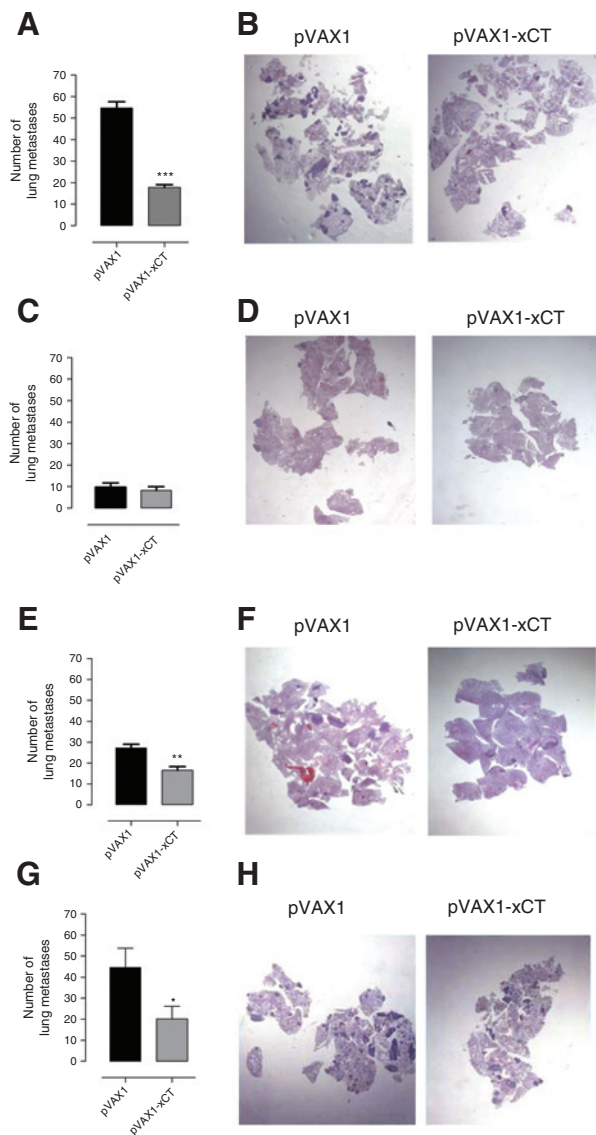 A
Number of
lung metastases
70
60
50
40
30
20
10
0
***
pVAX1
pVAX1-xCT
B
pVAX1
pVAX1-xCT
C
Number of
lung metastases
70
60
50
40
30
20
10
0
pVAX1
pVAX1-xCT
D
pVAX1
pVAX1-xCT
E
Number of
lung metastases
70
60
50
40
30
20
10
0
**
pVAX1
pVAX1-xCT
F
pVAX1
pVAX1-xCT
G
Number of
lung metastases
70
60
50
40
30
20
10
0
*
pVAX1
pVAX1-xCT
H
pVAX1
pVAX1-xCT